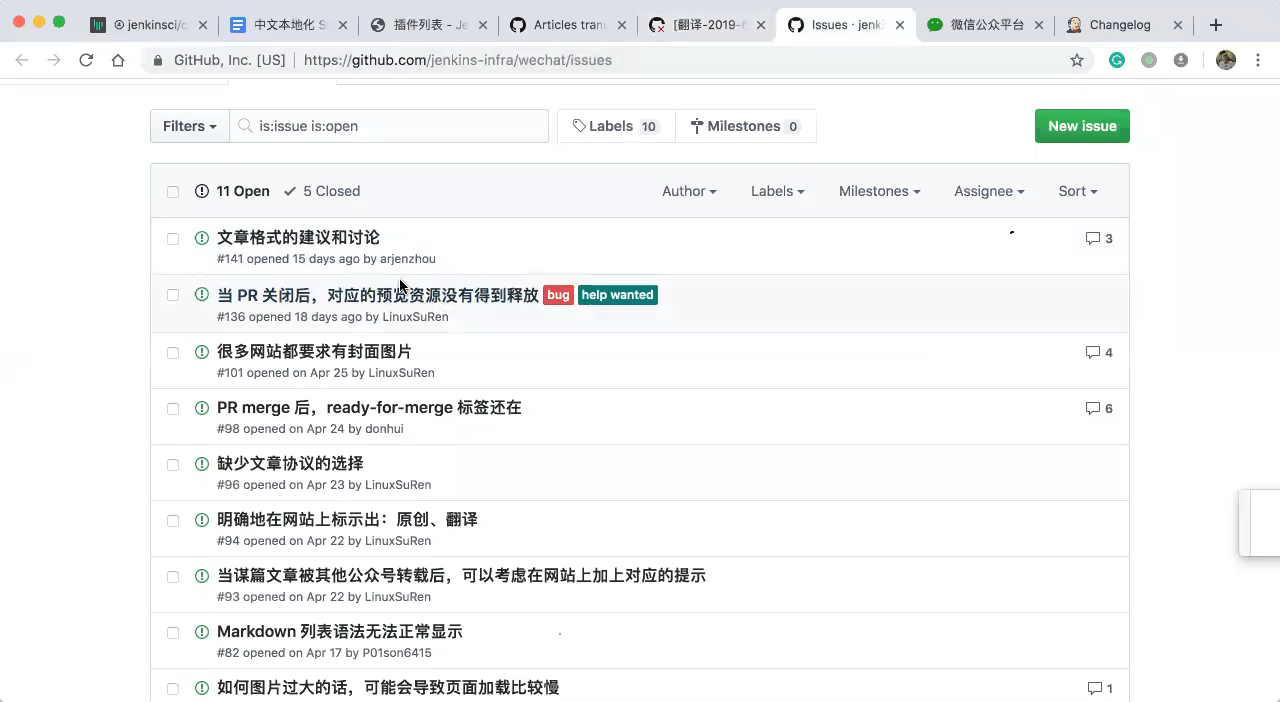 jenkinsci/c
中文本地化 S
插件列表 - Je
Articles tran
[翻译-2019-6
Issues · jenki
微信公众平台
Changelog
GitHub, Inc. [US] https://github.com/jenkins-infra/wechat/issues
Filters is:issue is:open Labels 10 Milestones 0 New issue
11 Open 5 Closed Author Labels Milestones Assignee Sort
文章格式的建议和讨论 3
#141 opened 15 days ago by arjenzhou
当 PR 关闭后，对应的预览资源没有得到释放 bug help wanted
#136 opened 18 days ago by LinuxSuRen
很多网站都要求有封面图片 4
#101 opened on Apr 25 by LinuxSuRen
PR merge 后，ready-for-merge 标签还在 6
#98 opened on Apr 24 by donhui
缺少文章协议的选择
#96 opened on Apr 23 by LinuxSuRen
明确地在网站上标示出：原创、翻译
#94 opened on Apr 22 by LinuxSuRen
当谋篇文章被其他公众号转载后，可以考虑在网站上加上对应的提示
#93 opened on Apr 22 by LinuxSuRen
Markdown 列表语法无法正常显示
#82 opened on Apr 17 by P01son6415
如何图片过大的话，可能会导致页面加载比较慢 1